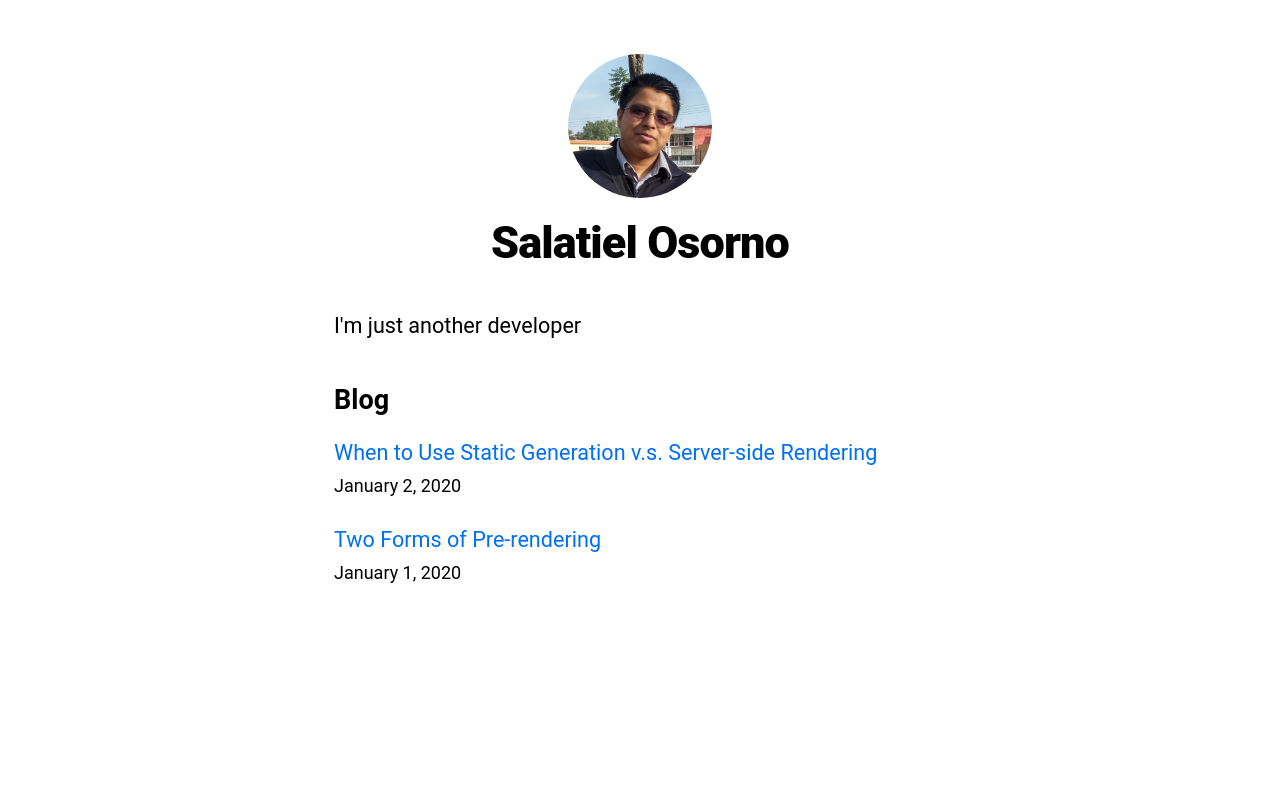 Salatiel Osorno
I'm just another developer
Blog
When to Use Static Generation v.s. Server-side Rendering
January 2, 2020
Two Forms of Pre-rendering
January 1, 2020